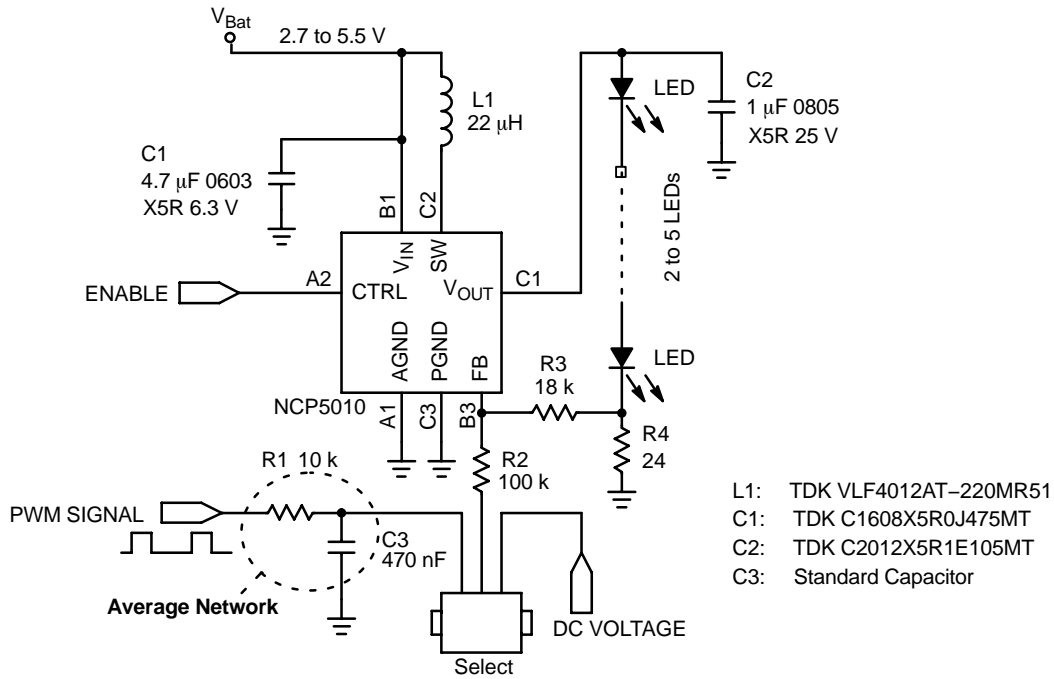 VBat
2.7 to 5.5 V
L1
22 μH
C1
4.7 μF 0603
X5R 6.3 V
B1
C2
LED
C2
1 μF 0805
X5R 25 V
2 to 5 LEDs
ENABLE
A2
CTRL
VIN
SW
VOUT
C1
AGND
PGND
FB
NCP5010
A1
C3
B3
R3
18 k
LED
R4
24
R1 10 k
R2
100 k
PWM SIGNAL
C3
470 nF
Average Network
DC VOLTAGE
Select
L1: TDK VLF4012AT−220MR51
C1: TDK C1608X5R0J475MT
C2: TDK C2012X5R1E105MT
C3: Standard Capacitor